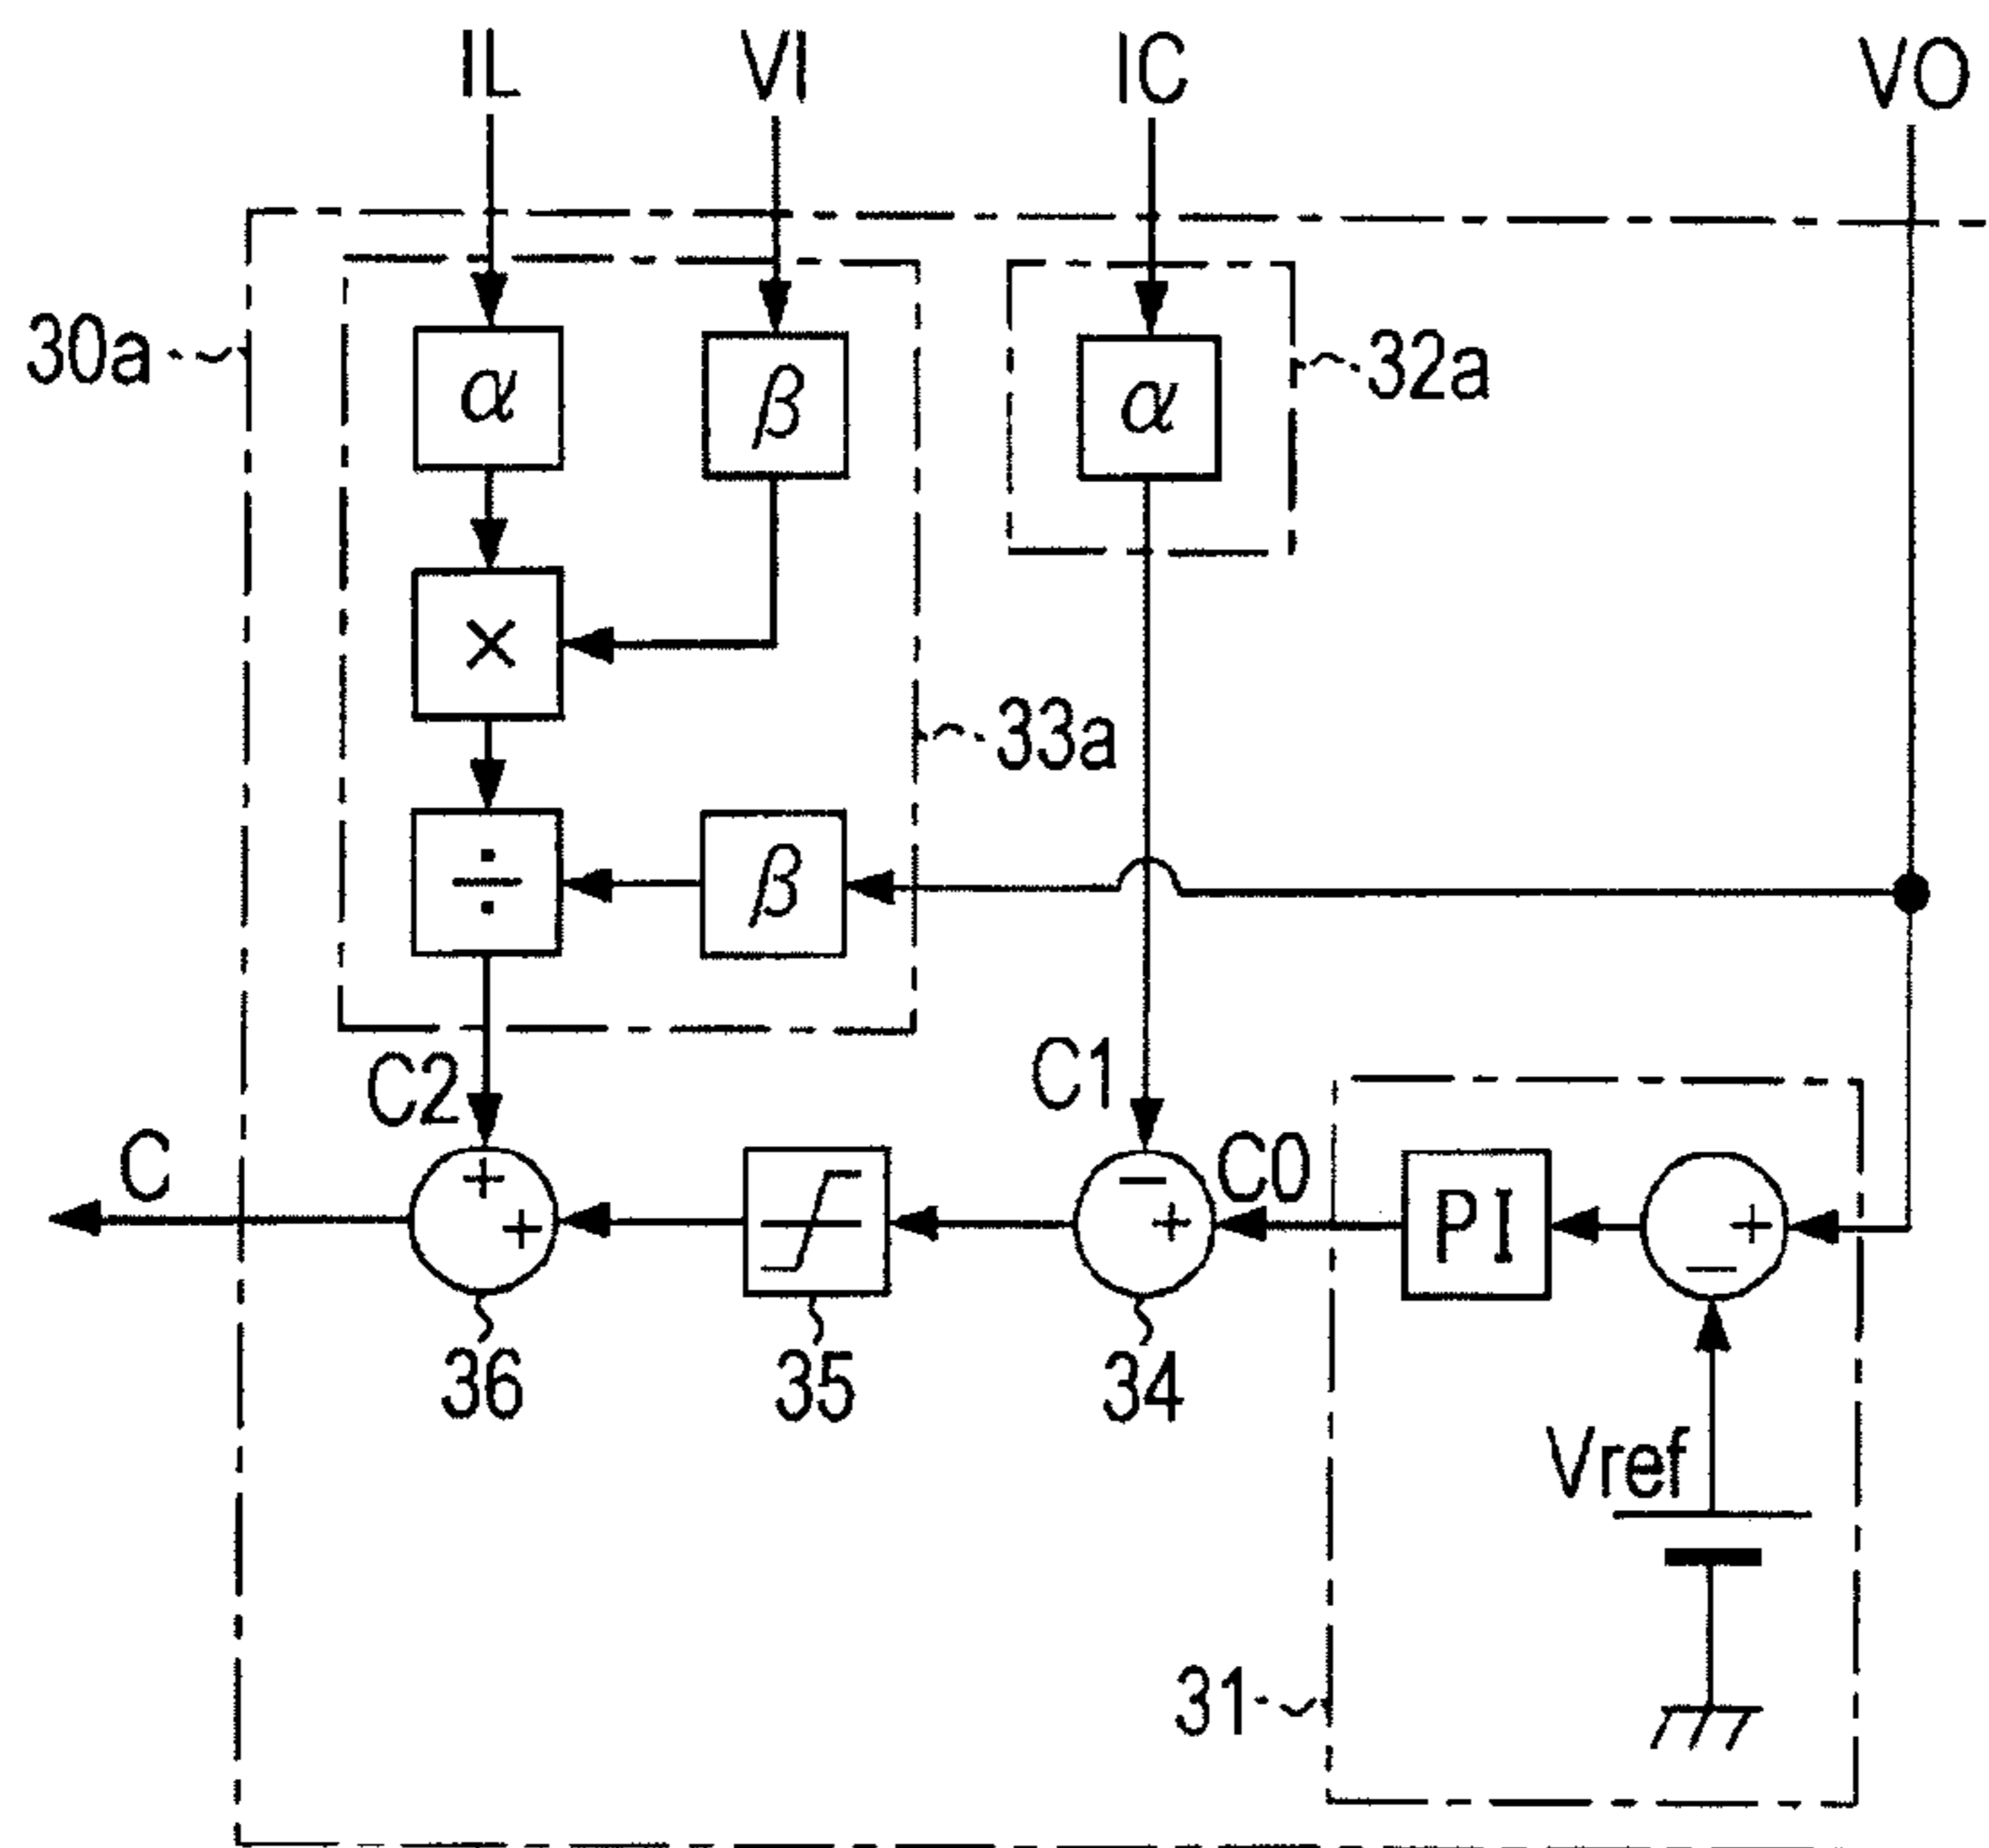 IL VI IC VO
30a
α β α 32a
×
33a
÷ β
C2 C1
C C0
+ + − + PI + −
36 35 34
Vref
31